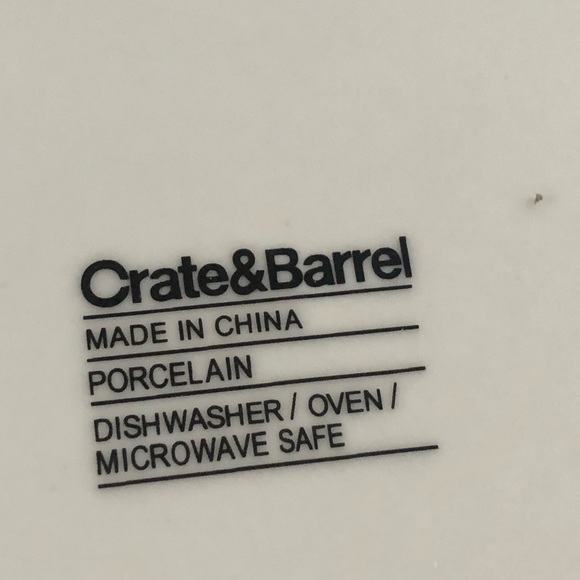 Crate&Barrel
MADE IN CHINA
PORCELAIN
DISHWASHER / OVEN /
MICROWAVE SAFE